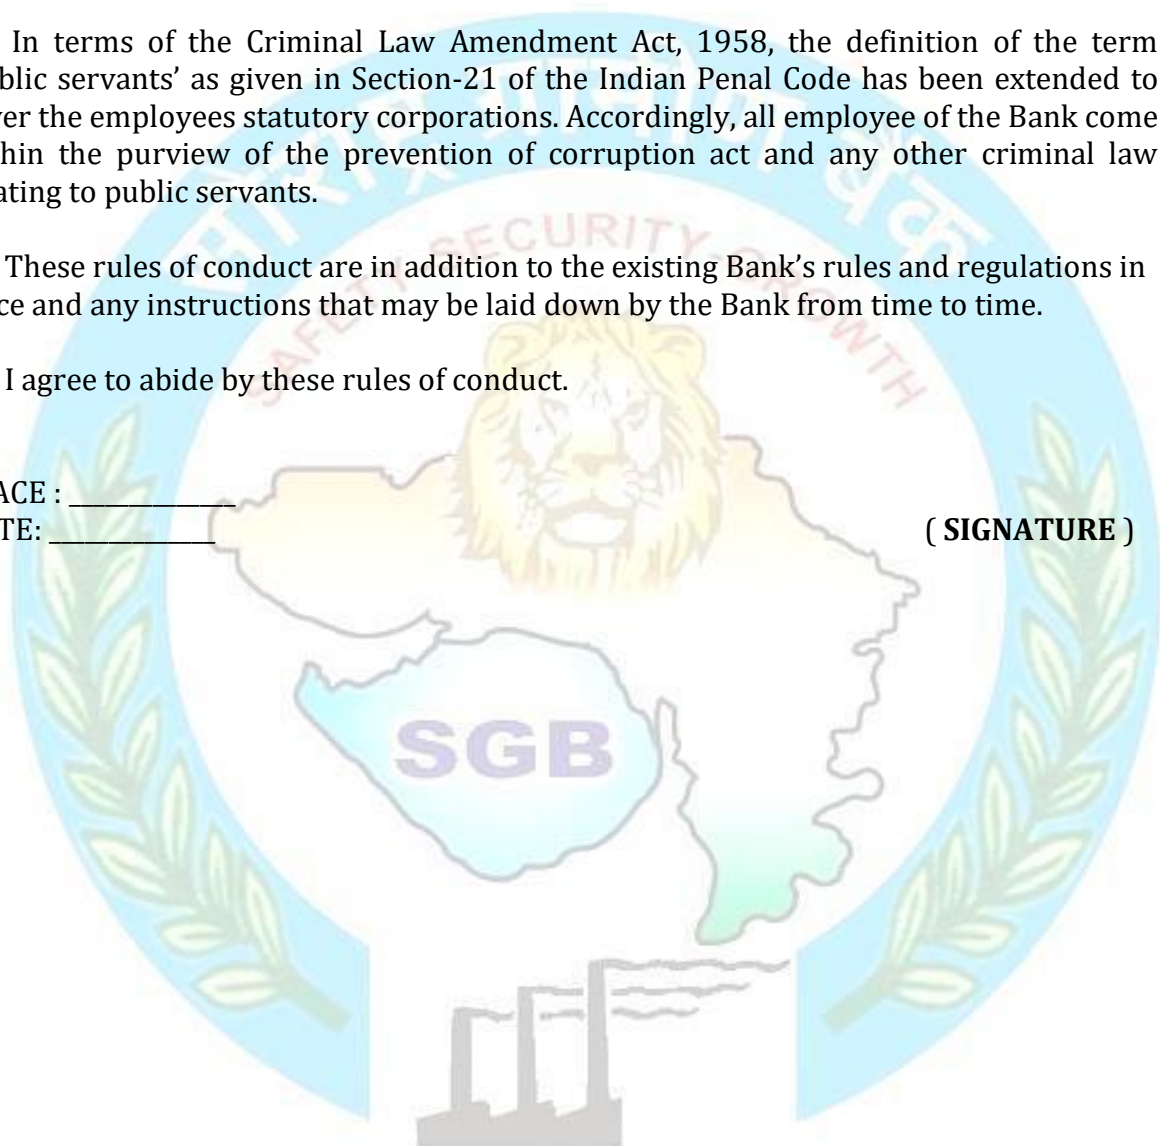 In terms of the Criminal Law Amendment Act, 1958, the definition of the term
blic servants’ as given in Section-21 of the Indian Penal Code has been extended to
ver the employees statutory corporations. Accordingly, all employee of the Bank come
hin the purview of the prevention of corruption act and any other criminal law
ating to public servants.
These rules of conduct are in addition to the existing Bank’s rules and regulations in
ce and any instructions that may be laid down by the Bank from time to time.
I agree to abide by these rules of conduct.
ACE : ______________
TE: ______________ ( SIGNATURE )
सौराष्ट्र ग्रामीण बैंक
SAFETY-SECURITY-GROWTH
SGB